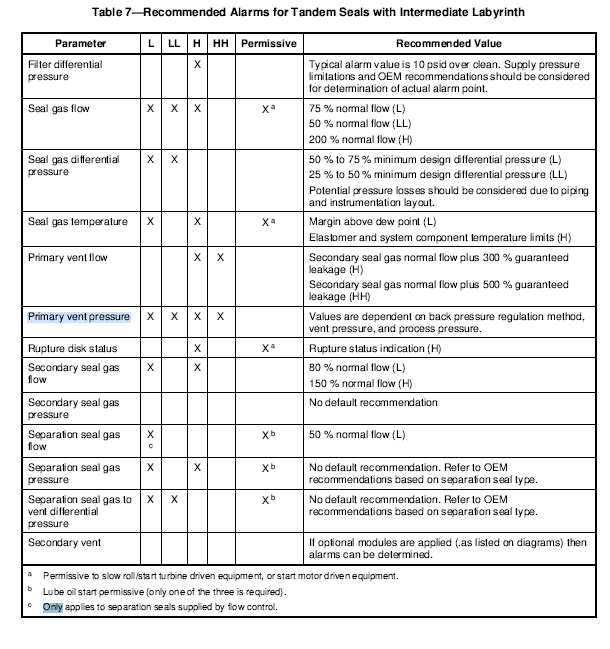 Table 7—Recommended Alarms for Tandem Seals with Intermediate Labyrinth
Parameter L LL H HH Permissive Recommended Value
Filter differential X Typical alarm value is 10 psid over clean. Supply pressure
pressure limitations and OEM recommendations should be considered
for determination of actual alarm point.
Seal gas flow X X X X a 75 % normal flow (L)
50 % normal flow (LL)
200 % normal flow (H)
Seal gas differential X X 50 % to 75 % minimum design differential pressure (L)
pressure 25 % to 50 % minimum design differential pressure (LL)
Potential pressure losses should be considered due to piping
and instrumentation layout.
Seal gas temperature X X X a Margin above dew point (L)
Elastomer and system component temperature limits (H)
Primary vent flow X X Secondary seal gas normal flow plus 300 % guaranteed
leakage (H)
Secondary seal gas normal flow plus 500 % guaranteed
leakage (HH)
Primary vent pressure X X X X Values are dependent on back pressure regulation method,
vent pressure, and process pressure.
Rupture disk status X X a Rupture status indication (H)
Secondary seal gas X X 80 % normal flow (L)
flow 150 % normal flow (H)
Secondary seal gas No default recommendation
pressure
Separation seal gas X X b 50 % normal flow (L)
flow c
Separation seal gas X X X b No default recommendation. Refer to OEM
pressure recommendations based on separation seal type.
Separation seal gas to X X X b No default recommendation. Refer to OEM
vent differential recommendations based on separation seal type.
pressure
Secondary vent If optional modules are applied (.as listed on diagrams) then
alarms can be determined.
a Permissive to slow roll/start turbine driven equipment, or start motor driven equipment.
b Lube oil start permissive (only one of the three is required).
c Only applies to separation seals supplied by flow control.